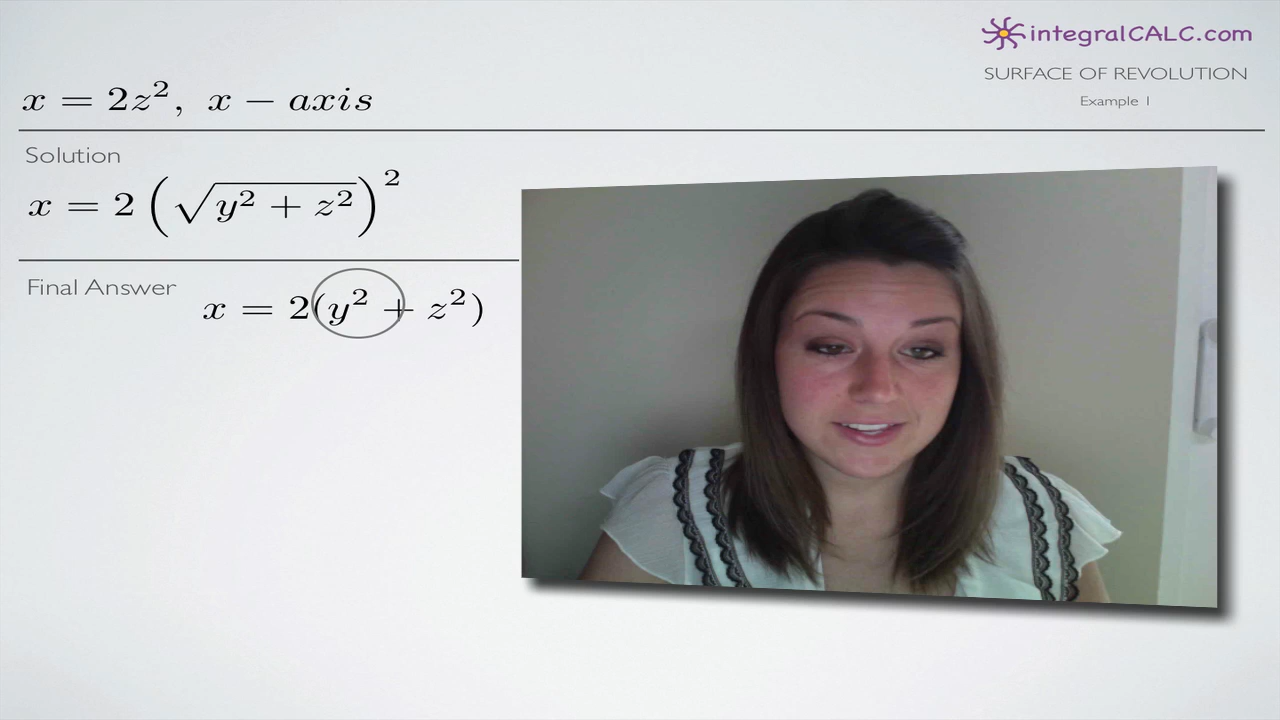 integralCALC.com
SURFACE OF REVOLUTION
Example 1
x = 2z², x − axis
Solution
x = 2(√(y² + z²))²
Final Answer
x = 2(y² + z²)